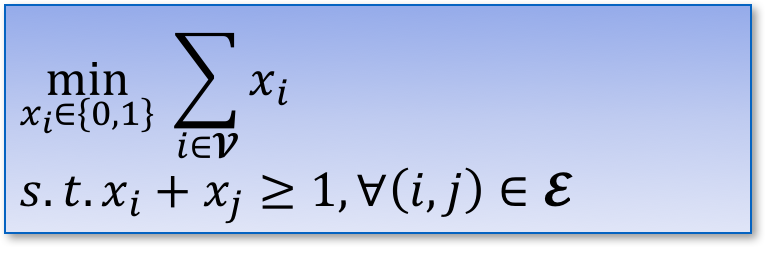 min_{x_i∈{0,1}} ∑_{i∈𝓥} x_i
s.t. x_i + x_j ≥ 1, ∀(i, j) ∈ 𝓔